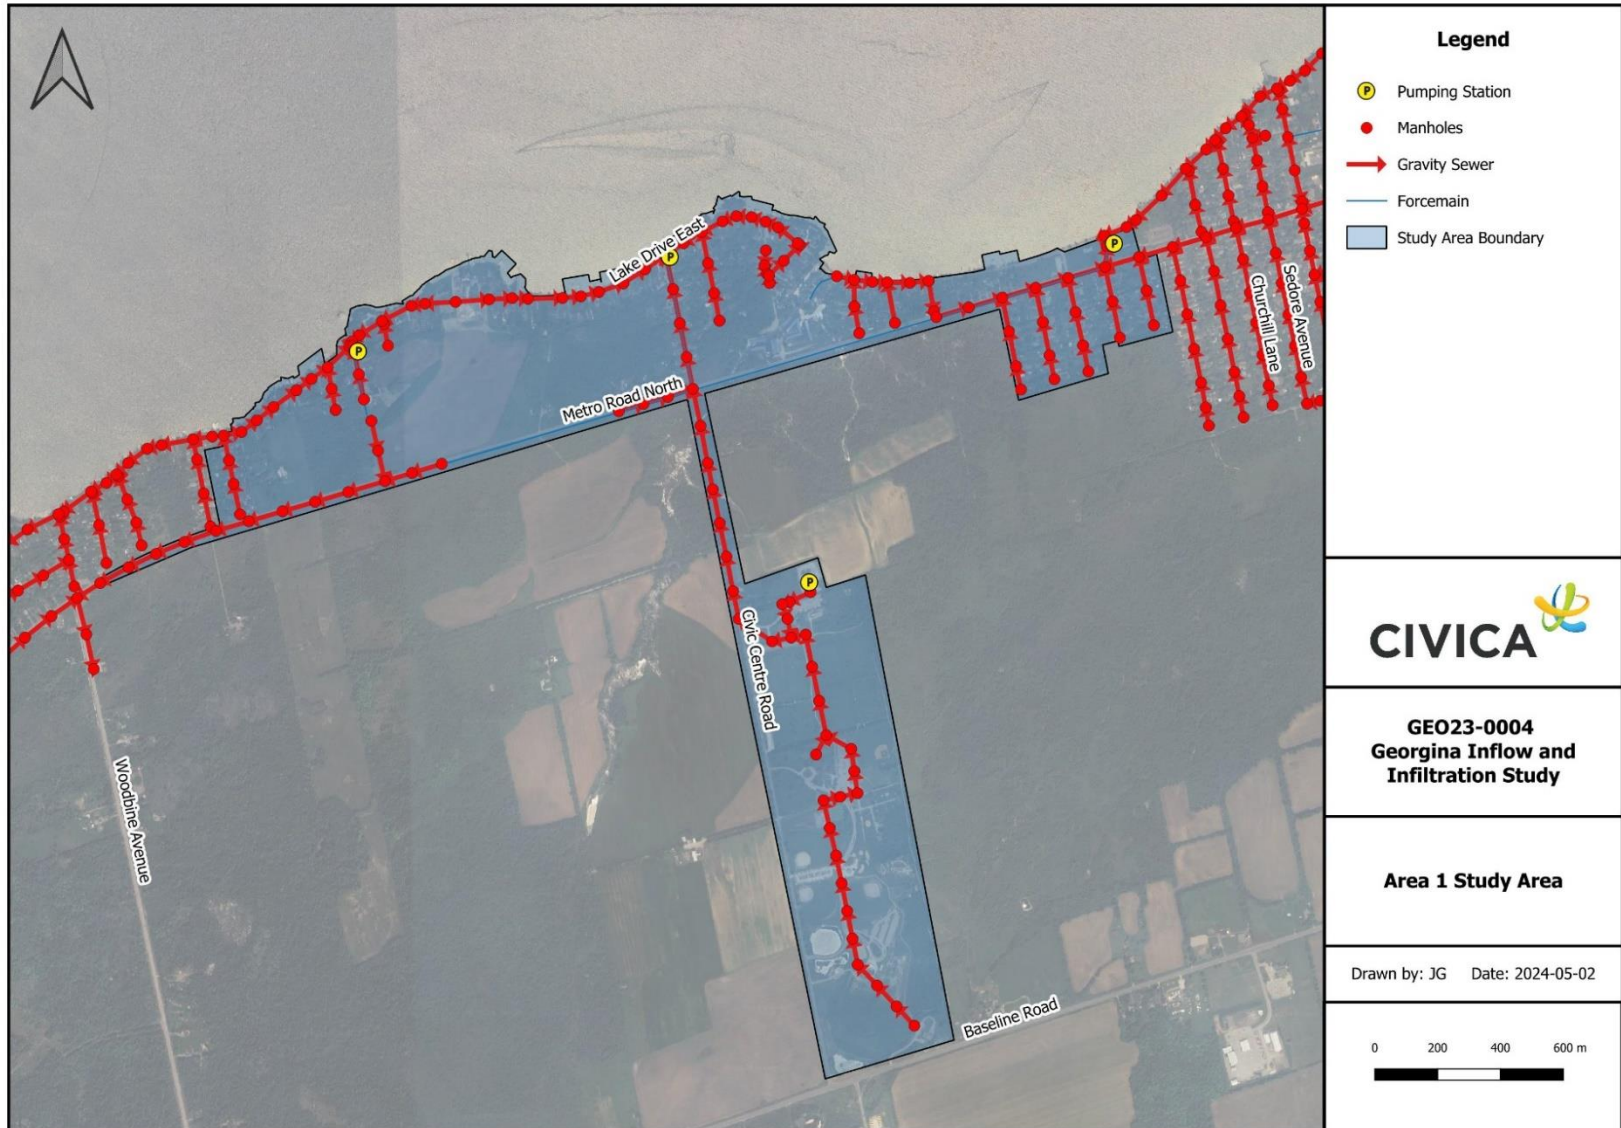 Legend
P Pumping Station
Manholes
Gravity Sewer
Forcemain
Study Area Boundary
CIVICA
GEO23-0004
Georgina Inflow and
Infiltration Study
Area 1 Study Area
Drawn by: JG Date: 2024-05-02
0 200 400 600 m
Lake Drive East
P
P
P
P
Metro Road North
Churchill Lane
Sedore Avenue
Civic Centre Road
Woodbine Avenue
Baseline Road